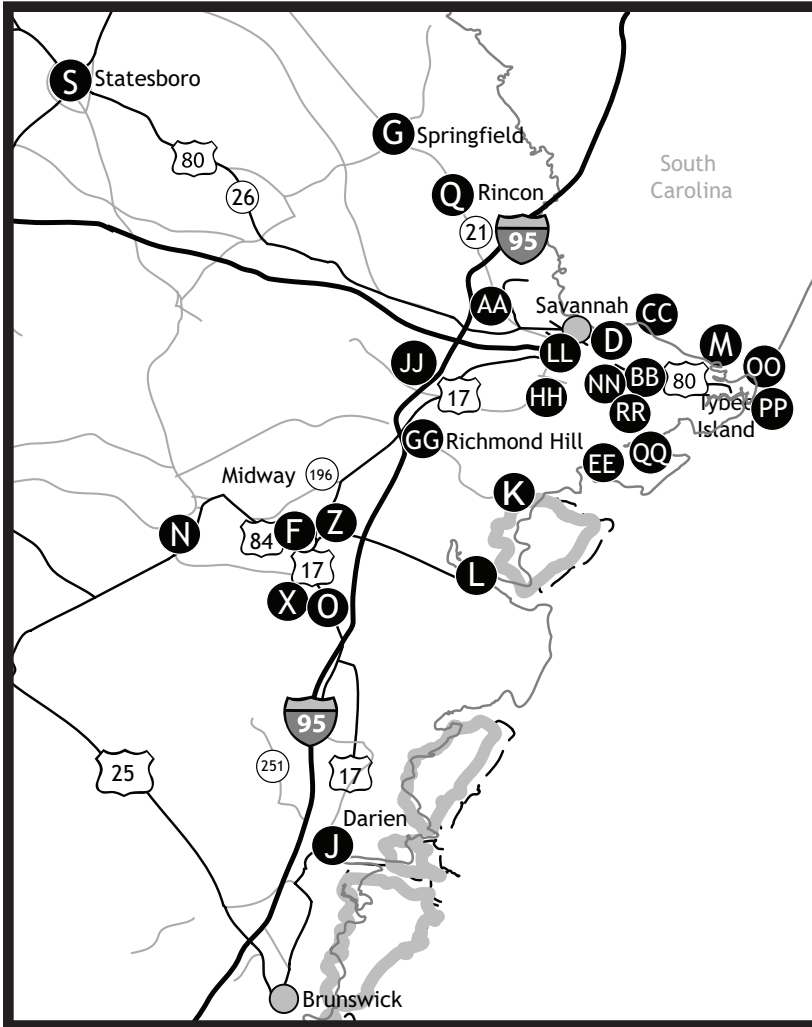 S
Statesboro
G
Springfield
80
26
Q
Rincon
South
Carolina
21
95
AA
Savannah
CC
D
M
LL
OO
JJ
NN
BB
80
17
HH
RR
Tybee
Island
PP
GG
Richmond Hill
Midway
196
EE
QQ
K
N
84
F
Z
17
L
X
O
95
25
251
17
Darien
J
Brunswick